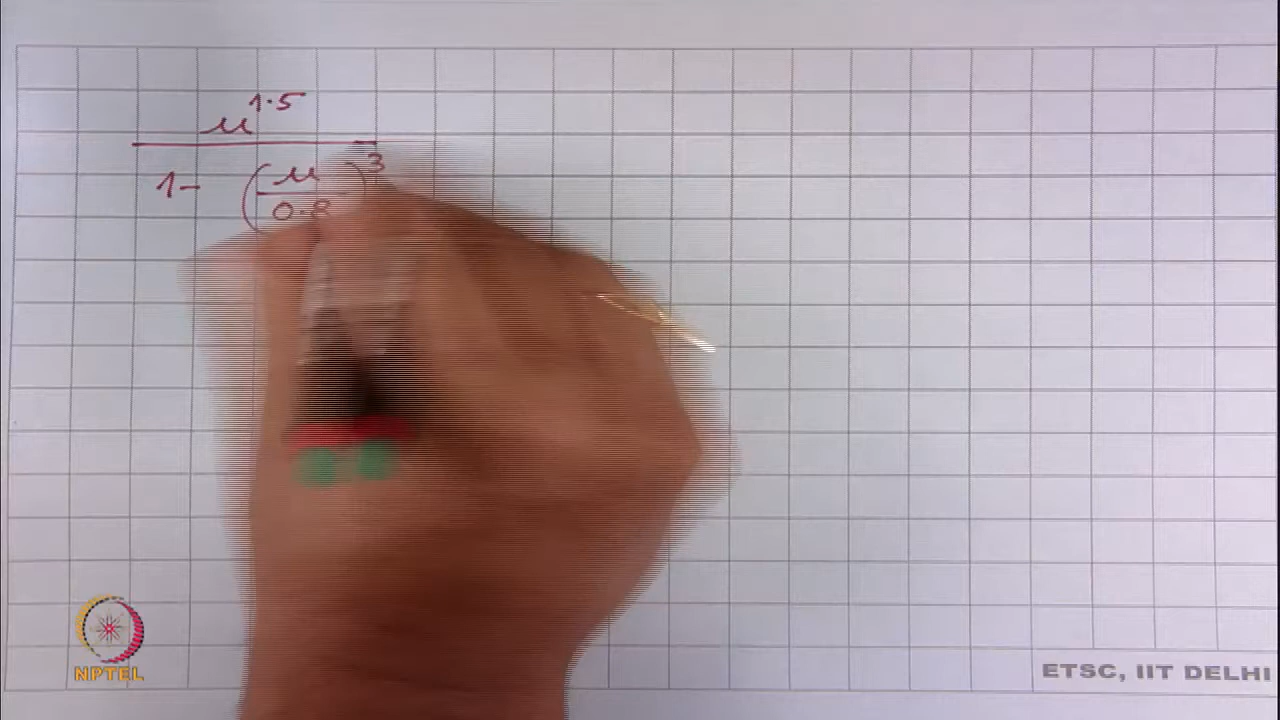 μ^1.5
1- (μ/0.8)^3
NPTEL
ETSC, IIT DELHI